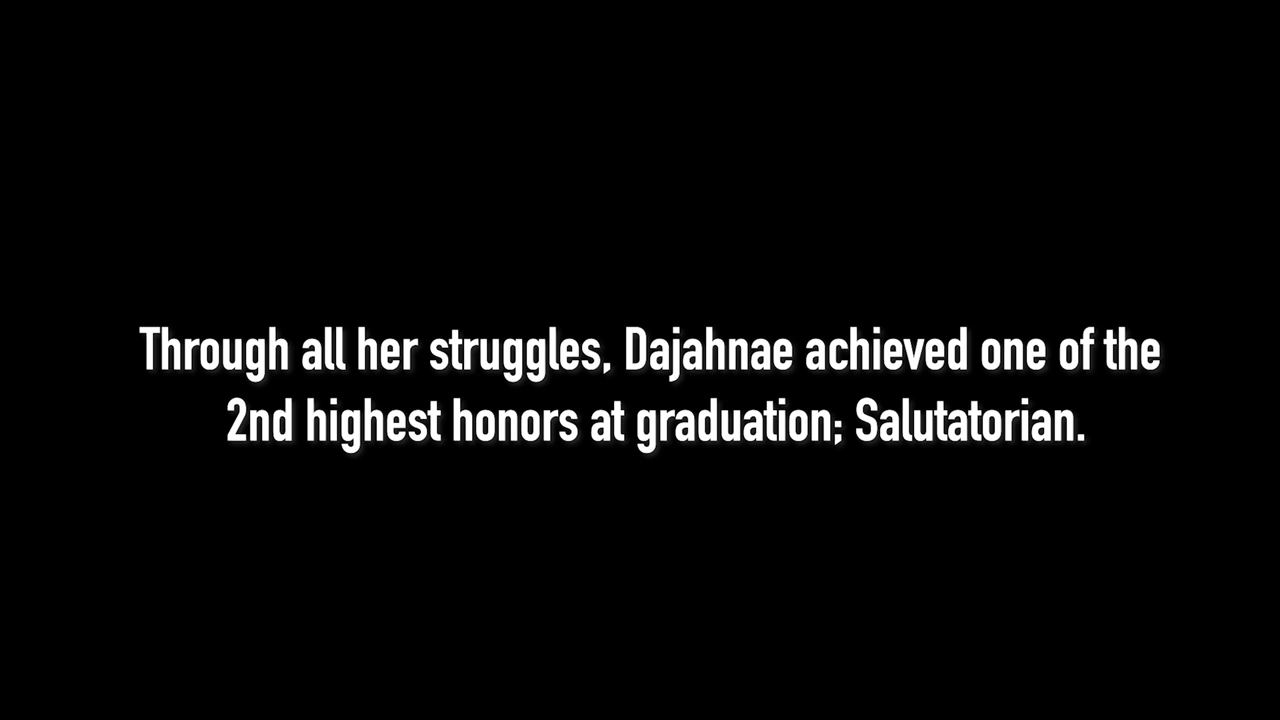 Through all her struggles, Dajahnae achieved one of the
2nd highest honors at graduation; Salutatorian.